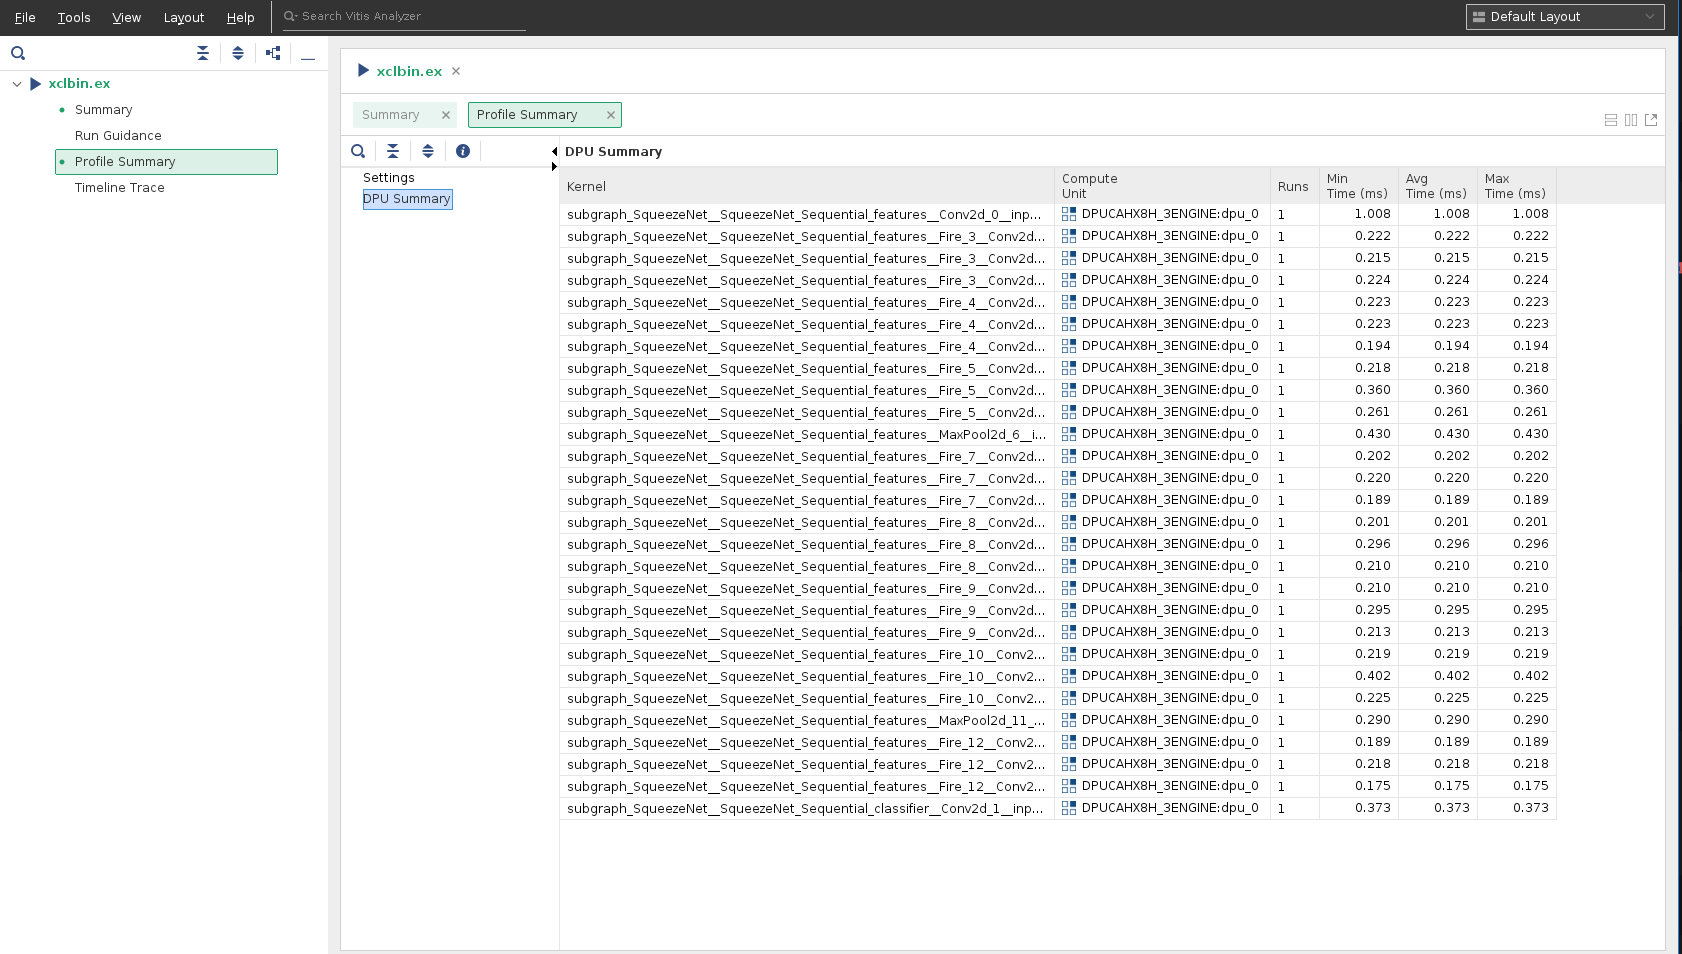 File Tools View Layout Help Search Vitis Analyzer Default Layout
xclbin.ex
Summary
Run Guidance
Profile Summary
Timeline Trace
xclbin.ex
Summary Profile Summary
Settings
DPU Summary
DPU Summary
Kernel Compute Unit Runs Min Time (ms) Avg Time (ms) Max Time (ms)
subgraph_SqueezeNet__SqueezeNet_Sequential_features__Conv2d_0__inp... DPUCAHX8H_3ENGINE:dpu_0 1 1.008 1.008 1.008
subgraph_SqueezeNet__SqueezeNet_Sequential_features__Fire_3__Conv2d... DPUCAHX8H_3ENGINE:dpu_0 1 0.222 0.222 0.222
subgraph_SqueezeNet__SqueezeNet_Sequential_features__Fire_3__Conv2d... DPUCAHX8H_3ENGINE:dpu_0 1 0.215 0.215 0.215
subgraph_SqueezeNet__SqueezeNet_Sequential_features__Fire_3__Conv2d... DPUCAHX8H_3ENGINE:dpu_0 1 0.224 0.224 0.224
subgraph_SqueezeNet__SqueezeNet_Sequential_features__Fire_4__Conv2d... DPUCAHX8H_3ENGINE:dpu_0 1 0.223 0.223 0.223
subgraph_SqueezeNet__SqueezeNet_Sequential_features__Fire_4__Conv2d... DPUCAHX8H_3ENGINE:dpu_0 1 0.223 0.223 0.223
subgraph_SqueezeNet__SqueezeNet_Sequential_features__Fire_4__Conv2d... DPUCAHX8H_3ENGINE:dpu_0 1 0.194 0.194 0.194
subgraph_SqueezeNet__SqueezeNet_Sequential_features__Fire_5__Conv2d... DPUCAHX8H_3ENGINE:dpu_0 1 0.218 0.218 0.218
subgraph_SqueezeNet__SqueezeNet_Sequential_features__Fire_5__Conv2d... DPUCAHX8H_3ENGINE:dpu_0 1 0.360 0.360 0.360
subgraph_SqueezeNet__SqueezeNet_Sequential_features__Fire_5__Conv2d... DPUCAHX8H_3ENGINE:dpu_0 1 0.261 0.261 0.261
subgraph_SqueezeNet__SqueezeNet_Sequential_features__MaxPool2d_6__i... DPUCAHX8H_3ENGINE:dpu_0 1 0.430 0.430 0.430
subgraph_SqueezeNet__SqueezeNet_Sequential_features__Fire_7__Conv2d... DPUCAHX8H_3ENGINE:dpu_0 1 0.202 0.202 0.202
subgraph_SqueezeNet__SqueezeNet_Sequential_features__Fire_7__Conv2d... DPUCAHX8H_3ENGINE:dpu_0 1 0.220 0.220 0.220
subgraph_SqueezeNet__SqueezeNet_Sequential_features__Fire_7__Conv2d... DPUCAHX8H_3ENGINE:dpu_0 1 0.189 0.189 0.189
subgraph_SqueezeNet__SqueezeNet_Sequential_features__Fire_8__Conv2d... DPUCAHX8H_3ENGINE:dpu_0 1 0.201 0.201 0.201
subgraph_SqueezeNet__SqueezeNet_Sequential_features__Fire_8__Conv2d... DPUCAHX8H_3ENGINE:dpu_0 1 0.296 0.296 0.296
subgraph_SqueezeNet__SqueezeNet_Sequential_features__Fire_8__Conv2d... DPUCAHX8H_3ENGINE:dpu_0 1 0.210 0.210 0.210
subgraph_SqueezeNet__SqueezeNet_Sequential_features__Fire_9__Conv2d... DPUCAHX8H_3ENGINE:dpu_0 1 0.210 0.210 0.210
subgraph_SqueezeNet__SqueezeNet_Sequential_features__Fire_9__Conv2d... DPUCAHX8H_3ENGINE:dpu_0 1 0.295 0.295 0.295
subgraph_SqueezeNet__SqueezeNet_Sequential_features__Fire_9__Conv2d... DPUCAHX8H_3ENGINE:dpu_0 1 0.213 0.213 0.213
subgraph_SqueezeNet__SqueezeNet_Sequential_features__Fire_10__Conv2... DPUCAHX8H_3ENGINE:dpu_0 1 0.219 0.219 0.219
subgraph_SqueezeNet__SqueezeNet_Sequential_features__Fire_10__Conv2... DPUCAHX8H_3ENGINE:dpu_0 1 0.402 0.402 0.402
subgraph_SqueezeNet__SqueezeNet_Sequential_features__Fire_10__Conv2... DPUCAHX8H_3ENGINE:dpu_0 1 0.225 0.225 0.225
subgraph_SqueezeNet__SqueezeNet_Sequential_features__MaxPool2d_11_... DPUCAHX8H_3ENGINE:dpu_0 1 0.290 0.290 0.290
subgraph_SqueezeNet__SqueezeNet_Sequential_features__Fire_12__Conv2... DPUCAHX8H_3ENGINE:dpu_0 1 0.189 0.189 0.189
subgraph_SqueezeNet__SqueezeNet_Sequential_features__Fire_12__Conv2... DPUCAHX8H_3ENGINE:dpu_0 1 0.218 0.218 0.218
subgraph_SqueezeNet__SqueezeNet_Sequential_features__Fire_12__Conv2... DPUCAHX8H_3ENGINE:dpu_0 1 0.175 0.175 0.175
subgraph_SqueezeNet__SqueezeNet_Sequential_classifier__Conv2d_1__inp... DPUCAHX8H_3ENGINE:dpu_0 1 0.373 0.373 0.373